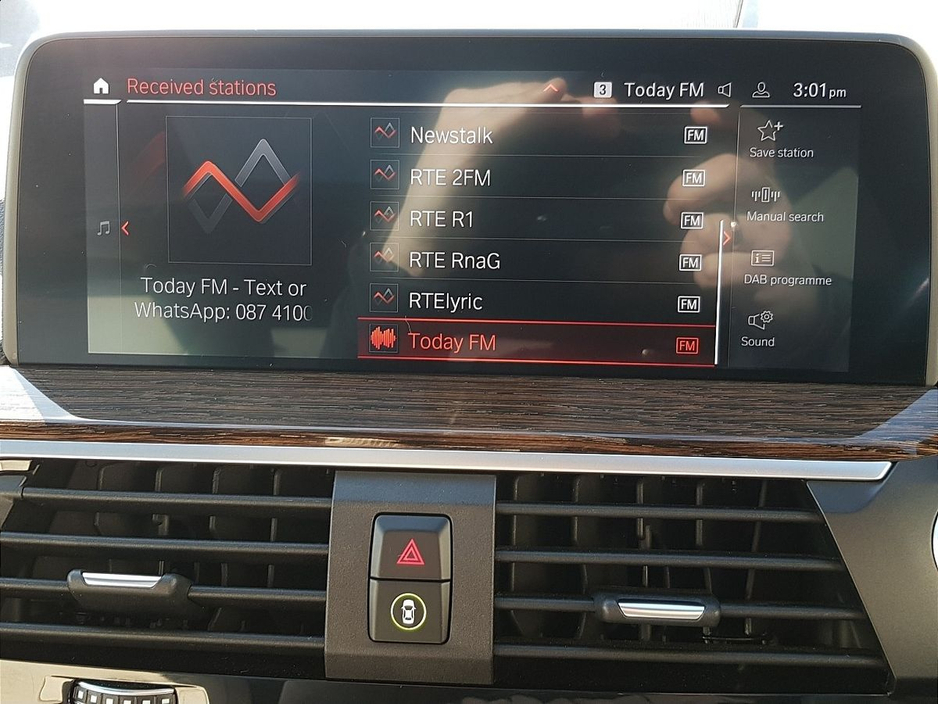 Received stations
3 Today FM 3:01pm
Newstalk FM
RTE 2FM FM
RTE R1 FM
RTE RnaG FM
RTElyric FM
Today FM FM
Today FM - Text or
WhatsApp: 087 4100
Save station
Manual search
DAB programme
Sound